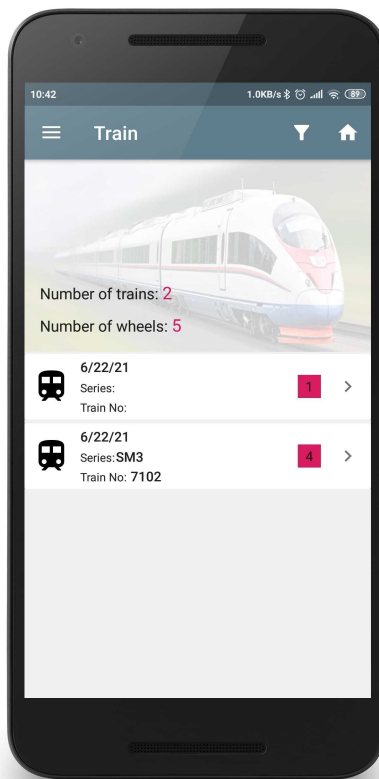 10:42 1.0KB/s 89
Train
Number of trains: 2
Number of wheels: 5
6/22/21
Series: 1
Train No:
6/22/21
Series:SM3 4
Train No: 7102